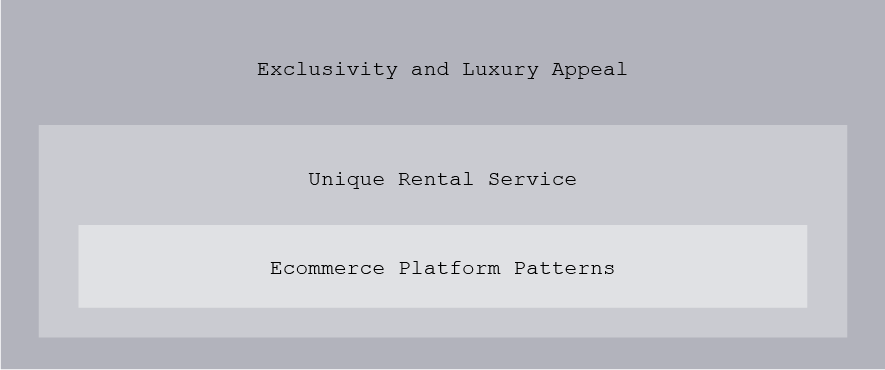 Exclusivity and Luxury Appeal
Unique Rental Service
Ecommerce Platform Patterns